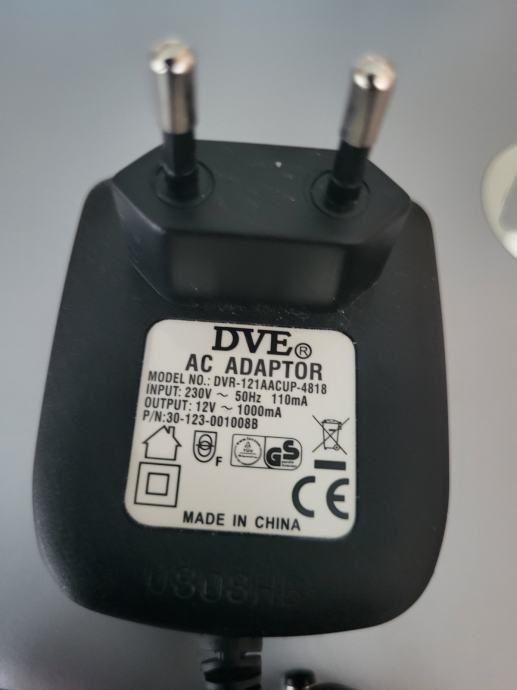 DVE®
AC ADAPTOR
MODEL NO.: DVR-121AACUP-4818
INPUT: 230V ~ 50Hz 110mA
OUTPUT: 12V ~ 1000mA
P/N:30-123-001008B
F
GS
CE
MADE IN CHINA